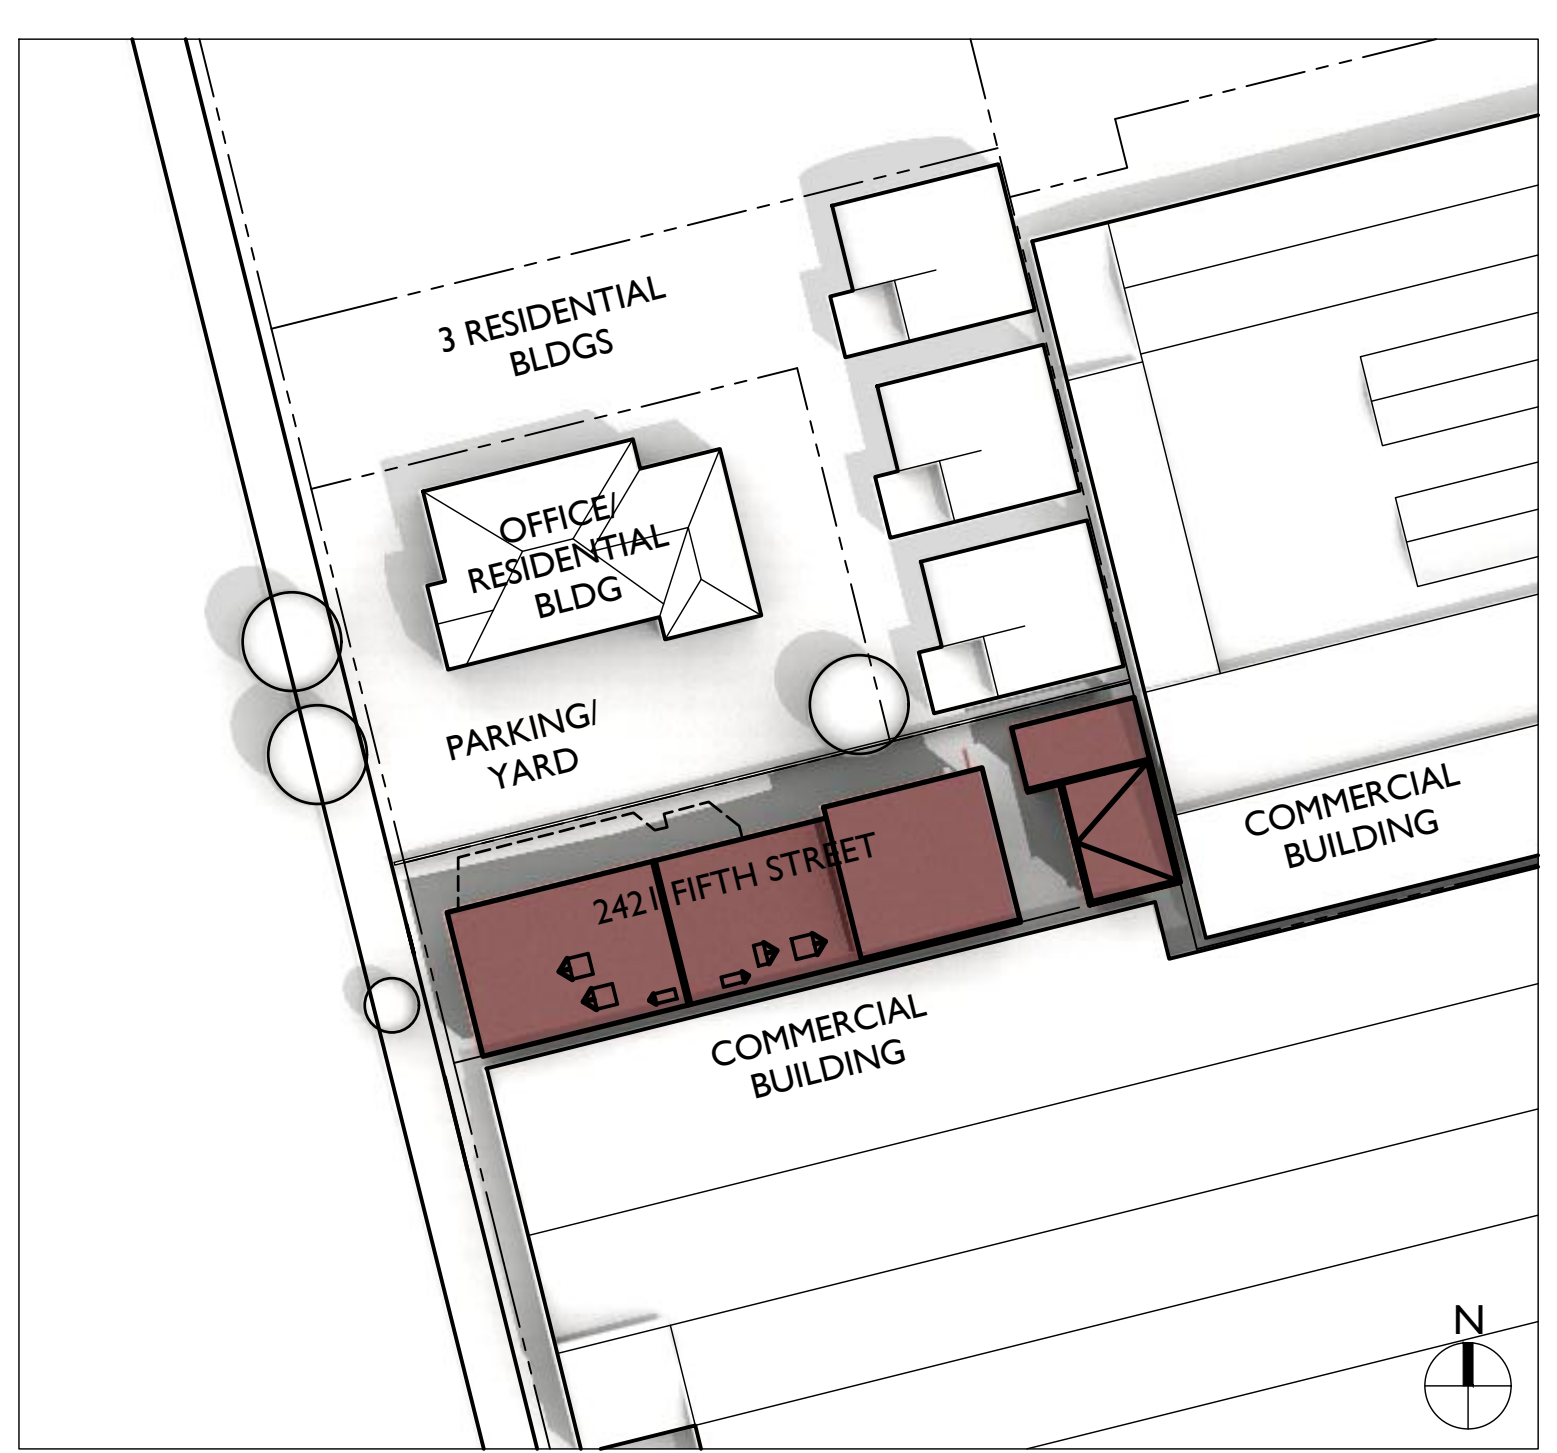 3 RESIDENTIAL
BLDGS
OFFICE/
RESIDENTIAL
BLDG
PARKING/
YARD
COMMERCIAL
BUILDING
2421 FIFTH STREET
COMMERCIAL
BUILDING
N